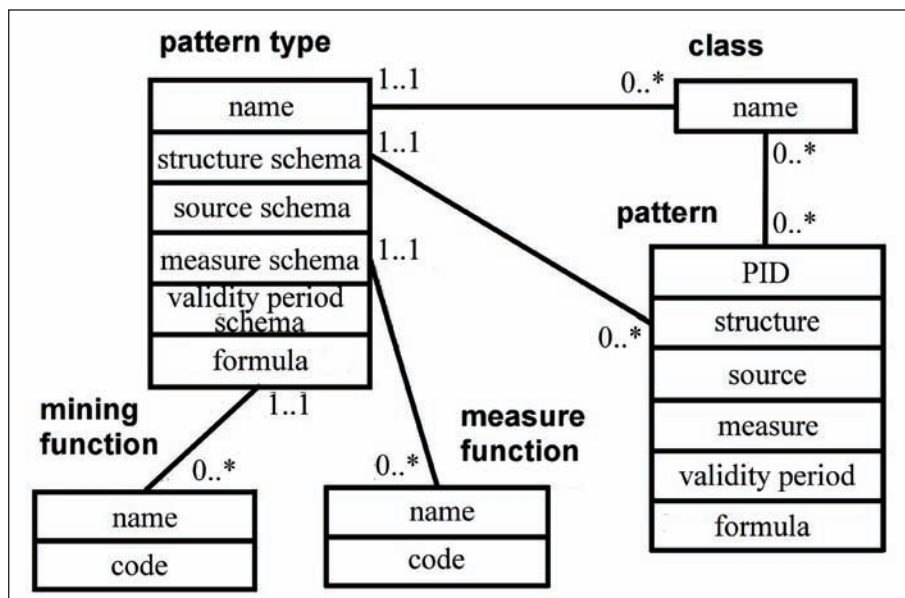 pattern type
class
1..1
0..*
name
name
1..1
0..*
structure schema
source schema
pattern
0..*
measure schema
1..1
PID
validity period
schema
structure
0..*
formula
source
mining
function
1..1
measure
function
measure
0..*
0..*
validity period
name
name
formula
code
code